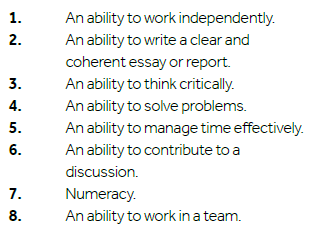 1. An ability to work independently.
2. An ability to write a clear and
coherent essay or report.
3. An ability to think critically.
4. An ability to solve problems.
5. An ability to manage time effectively.
6. An ability to contribute to a
discussion.
7. Numeracy.
8. An ability to work in a team.